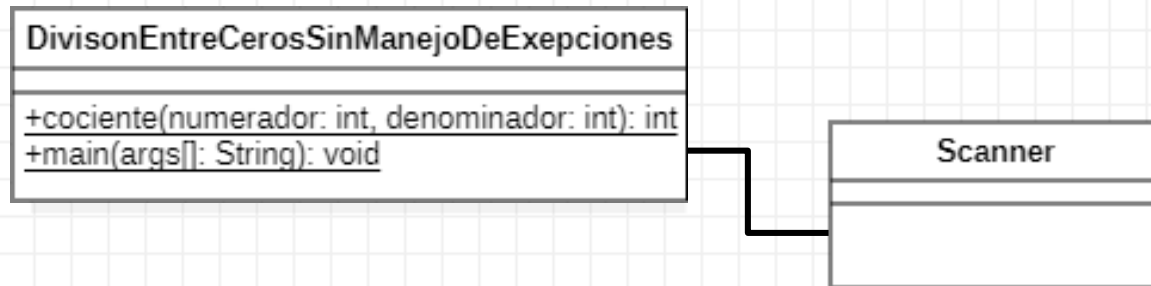 DivisonEntreCerosSinManejoDeExepciones
+cociente(numerador: int, denominador: int): int
+main(args[]: String): void
Scanner